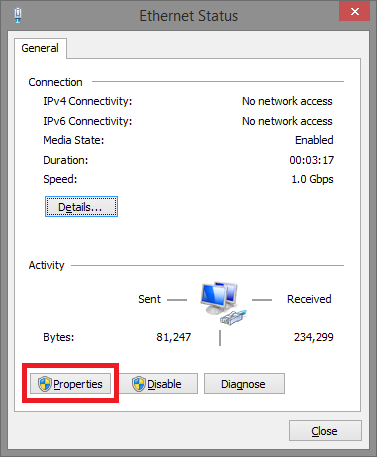 Ethernet Status
General
Connection
IPv4 Connectivity: No network access
IPv6 Connectivity: No network access
Media State: Enabled
Duration: 00:03:17
Speed: 1.0 Gbps
Details...
Activity
Sent Received
Bytes: 81,247 234,299
Properties Disable Diagnose
Close